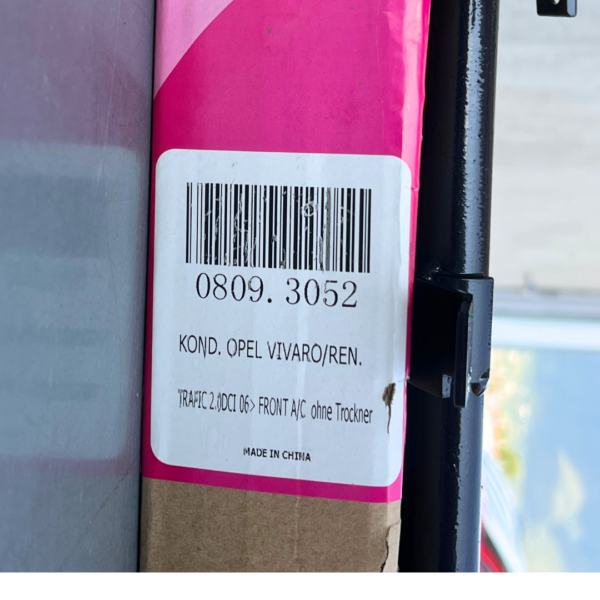 0809. 3052
KOND. OPEL VIVARO/REN.
TRAFIC 2.0DCI 06> FRONT A/C ohne Trockner
MADE IN CHINA